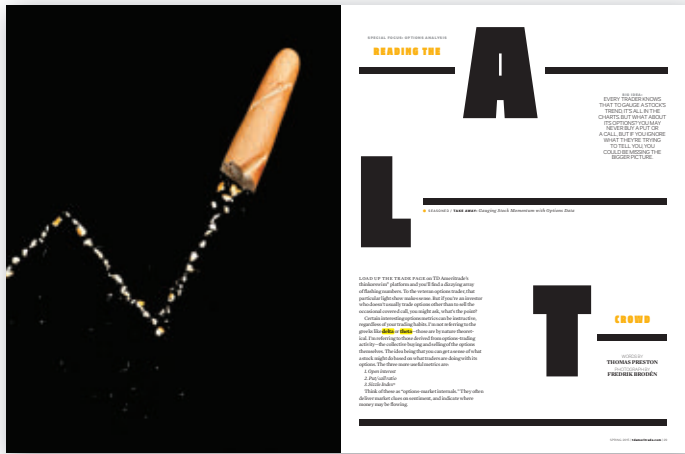 SPECIAL FOCUS: OPTIONS ANALYSIS
READING THE
A
BIG IDEA:
EVERY TRADER KNOWS
THAT TO GAUGE A STOCK'S
TREND, IT'S ALL IN THE
CHARTS. BUT WHAT ABOUT
ITS OPTIONS? YOU MAY
NEVER BUY A PUT OR
A CALL, BUT IF YOU IGNORE
WHAT THEY'RE TRYING
TO TELL YOU, YOU
COULD BE MISSING THE
BIGGER PICTURE.
L
SEASONED / TAKE AWAY: Gauging Stock Momentum with Options Stats
LOAD UP THE TRADE PAGE on TD Ameritrade's
thinkorswim® platform and you'll find a dizzying array
of flashing numbers. To the veteran options trader, that
particular light show makes sense. But if you're an investor
who doesn't usually trade options other than to sell the
occasional covered call, you might ask, what's the point?
Certain interesting option metrics can be instructive,
regardless of your trading habits. I'm not referring to the
greeks like delta or theta—those are by nature theoret-
ical. I'm referring to those derived from options-trading
activity—the collective buying and selling of the options
themselves. The idea being that you can get a sense of what
a stock might do based on what traders are doing with its
options. The three more useful metrics are:
1. Open interest
2. Put/call ratio
3. Sizzle Index®
Think of these as "options-market internals." They often
deliver market clues on sentiment, and indicate where
money may be flowing.
T
CROWD
WORDS BY
THOMAS PRESTON
PHOTOGRAPH BY
FREDRIK BRODÉN